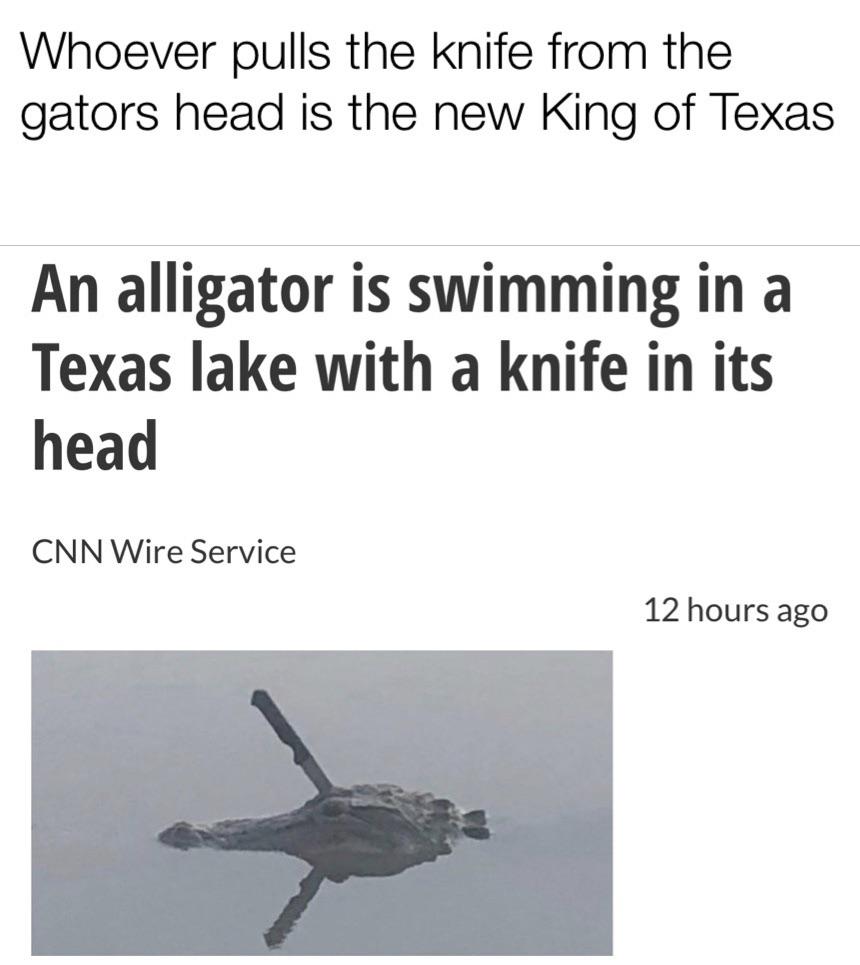 Whoever pulls the knife from the
gators head is the new King of Texas
An alligator is swimming in a
Texas lake with a knife in its
head
CNN Wire Service
12 hours ago